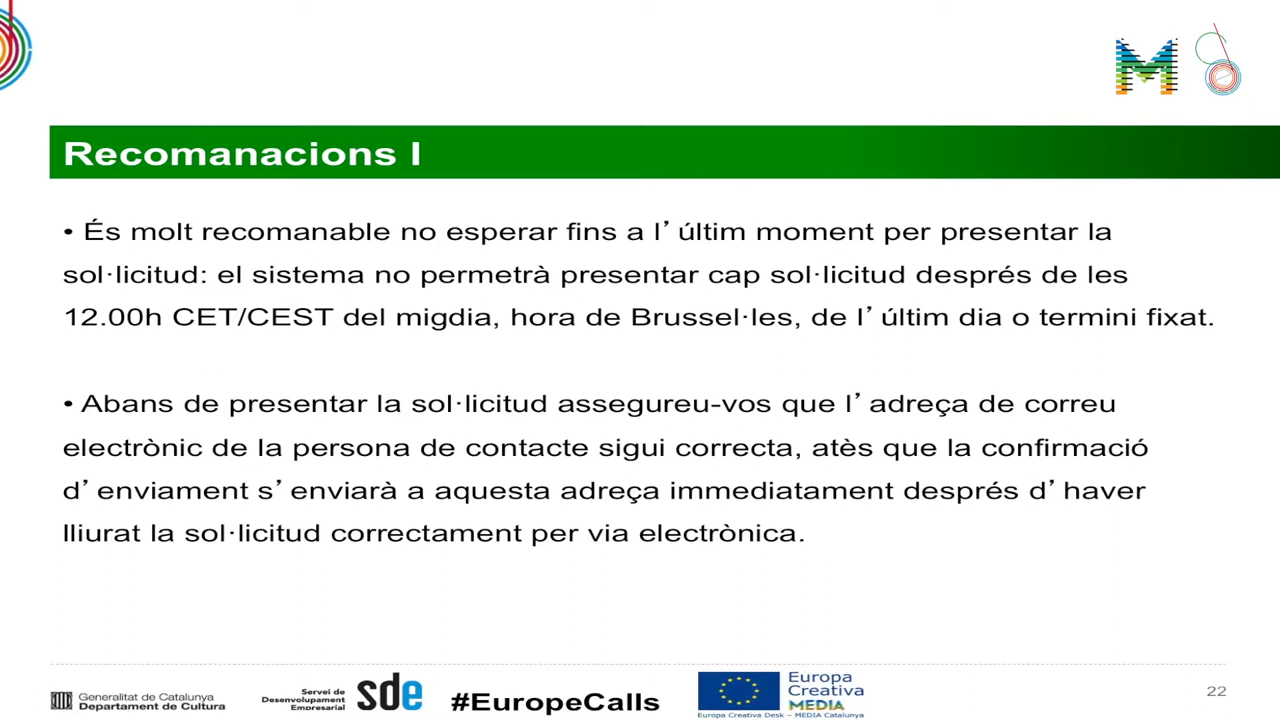 M
Recomanacions I
• És molt recomanable no esperar fins a l’últim moment per presentar la
sol·licitud: el sistema no permetrà presentar cap sol·licitud després de les
12.00h CET/CEST del migdia, hora de Brussel·les, de l’últim dia o termini fixat.
• Abans de presentar la sol·licitud assegureu-vos que l’adreça de correu
electrònic de la persona de contacte sigui correcta, atès que la confirmació
d’enviament s’enviarà a aquesta adreça immediatament després d’haver
lliurat la sol·licitud correctament per via electrònica.
Generalitat de Catalunya
Departament de Cultura
Servei de
Desenvolupament
Empresarial
sde
#EuropeCalls
Europa
Creativa
MEDIA
Europa Creativa Desk – MEDIA Catalunya
22